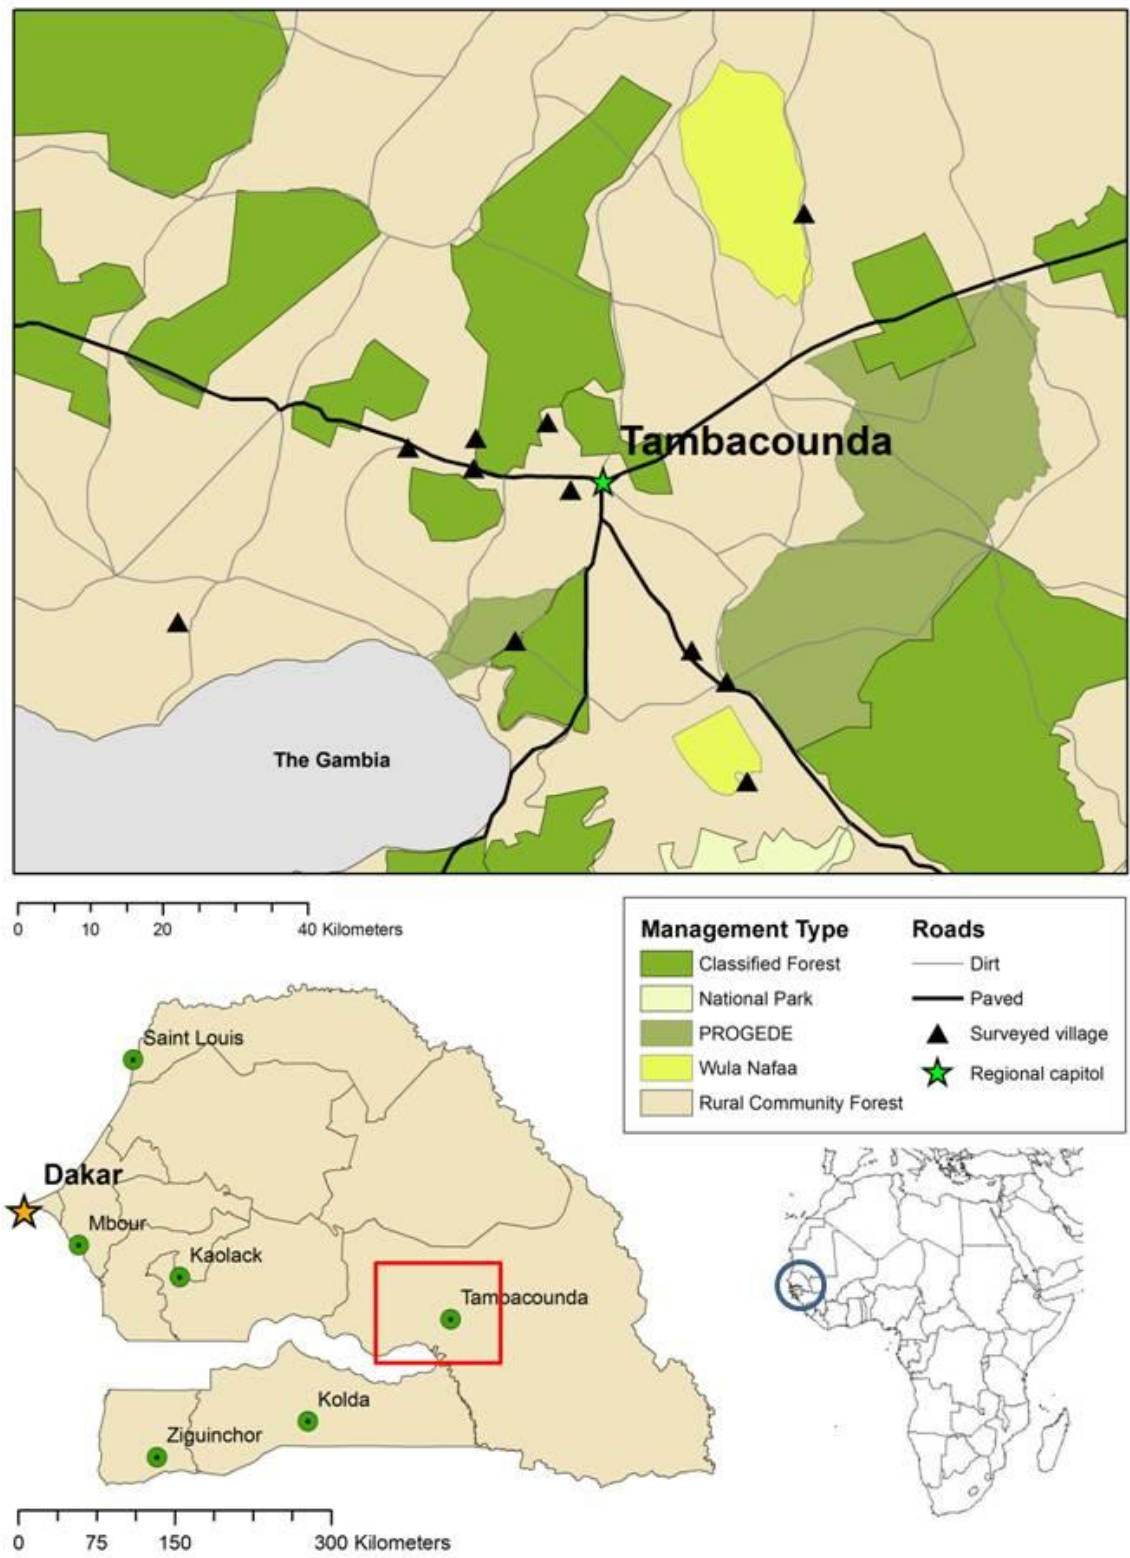 Tambacounda
The Gambia
0 10 20 40 Kilometers
Management Type
Classified Forest
National Park
PROGEDE
Wula Nafaa
Rural Community Forest
Roads
Dirt
Paved
Surveyed village
Regional capitol
Saint Louis
Dakar
Mbour
Kaolack
Tambacounda
Kolda
Ziguinchor
0 75 150 300 Kilometers